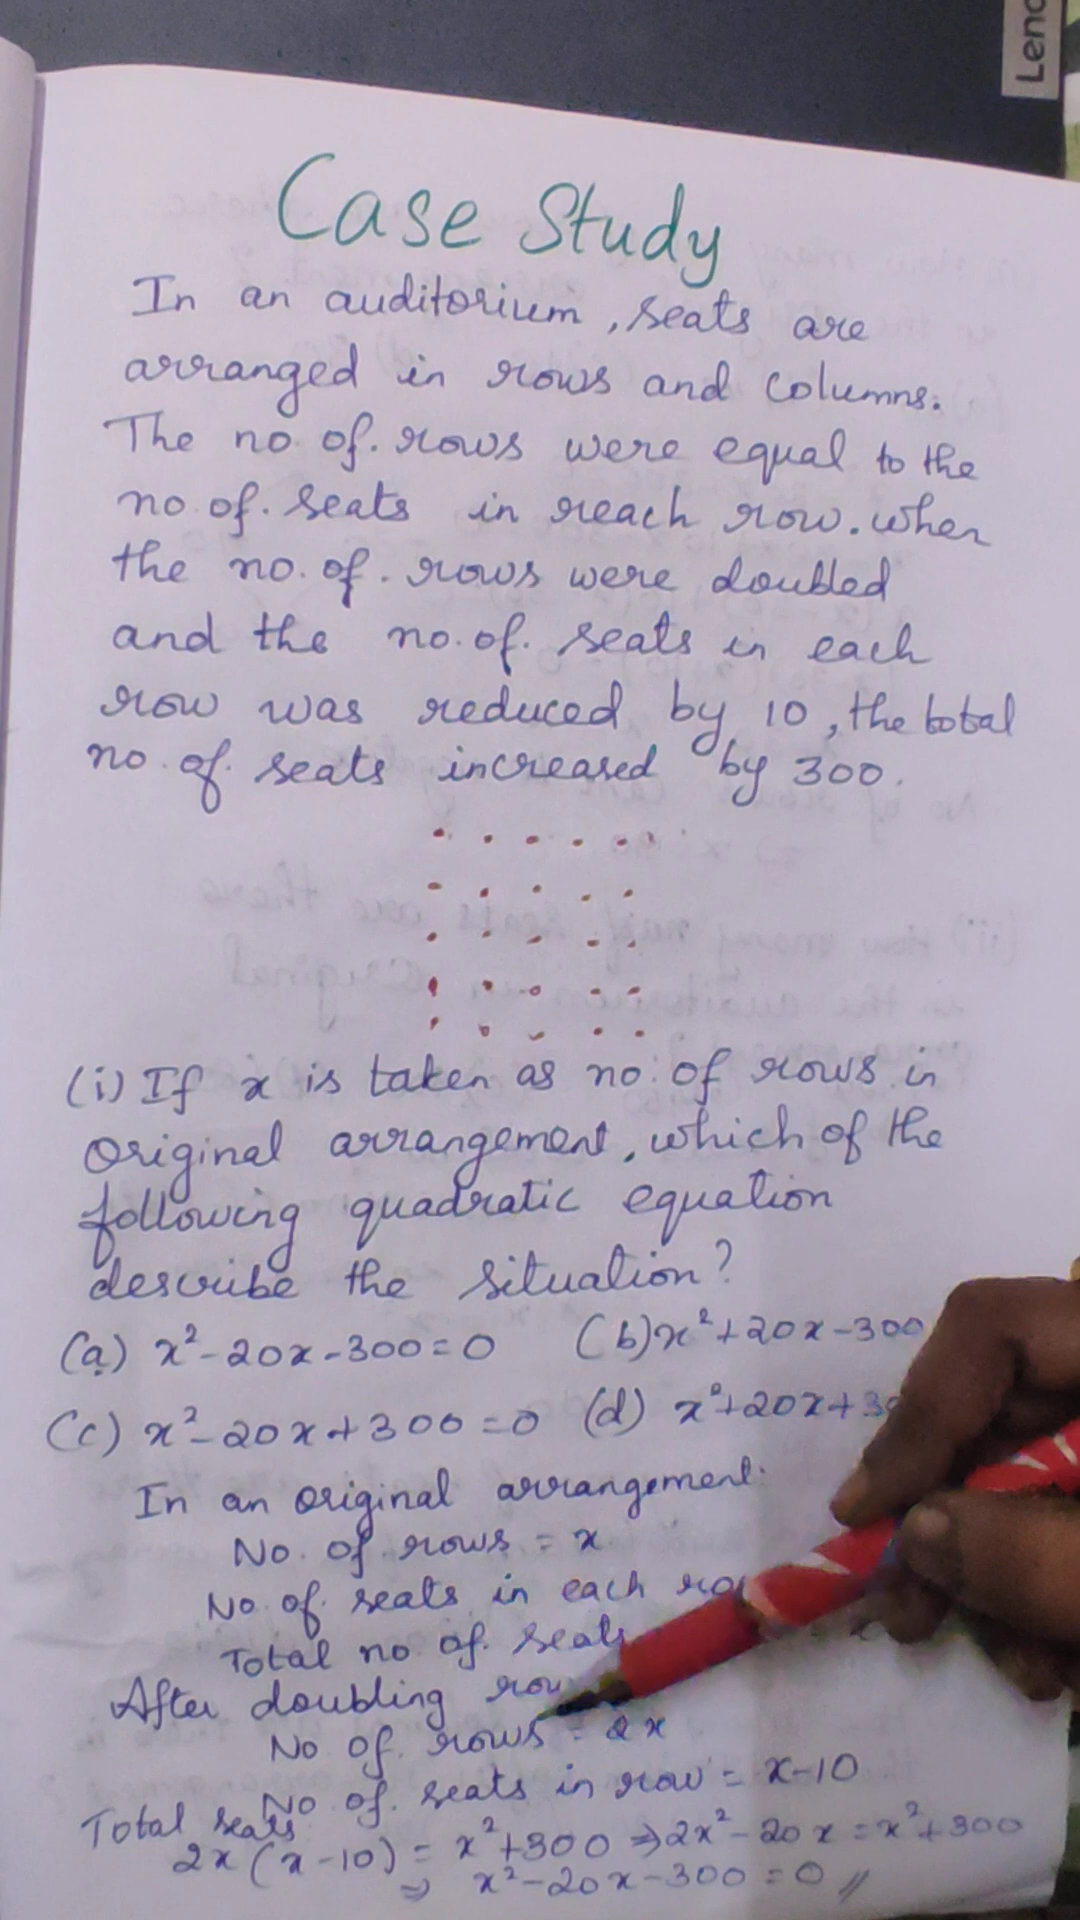 Leno
Case Study
In an auditorium, seats are
arranged in rows and columns.
The no of. rows were equal to the
no of. seats in reach row. when
the no. of. rows were doubled
and the no. of. seats in each
row was reduced by 10, the total
no. of. seats increased by 300.
(i) If x is taken as no. of rows in
original arrangement, which of the
following quadratic equation
describe the situation?
(a) x²-20x-300=0 (b) x²+20x-300
(c) x²-20x+300=0 (d) x²+20x+30
In an original arrangement:
No. of rows = x
No. of. seats in each ro
Total no. of. seats
After doubling row
No of. rows = 2x
No of. seats in row = x-10
Total seats
2x(x-10) = x²+300 ⇒ 2x²-20x = x²+300
⇒ x²-20x-300=0 //